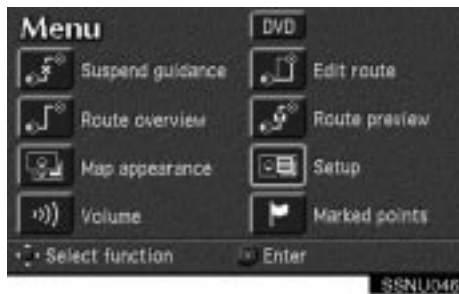 Menu DVD
Suspend guidance Edit route
Route overview Route preview
Map appearance Setup
Volume Marked points
Select function Enter
SSNU046